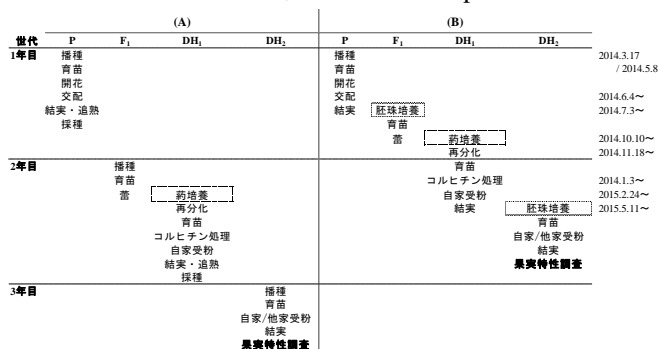 (A) (B)
世代 P F1 DH1 DH2 P F1 DH1 DH2
1年目 播種 播種 2014.3.17
育苗 育苗 / 2014.5.8
開花 開花
交配 交配 2014.6.4〜
結実・追熟 結実 胚珠培養 2014.7.3〜
採種 育苗
蕾 葯培養 2014.10.10〜
再分化 2014.11.18〜
2年目 播種 育苗
育苗 コルヒチン処理 2014.1.3〜
蕾 葯培養 自家受粉 2015.2.24〜
再分化 結実 胚珠培養 2015.5.11〜
育苗 育苗
コルヒチン処理 自家/他家受粉
自家受粉 結実
結実・追熟 果実特性調査
採種
3年目 播種
育苗
自家/他家受粉
結実
果実特性調査